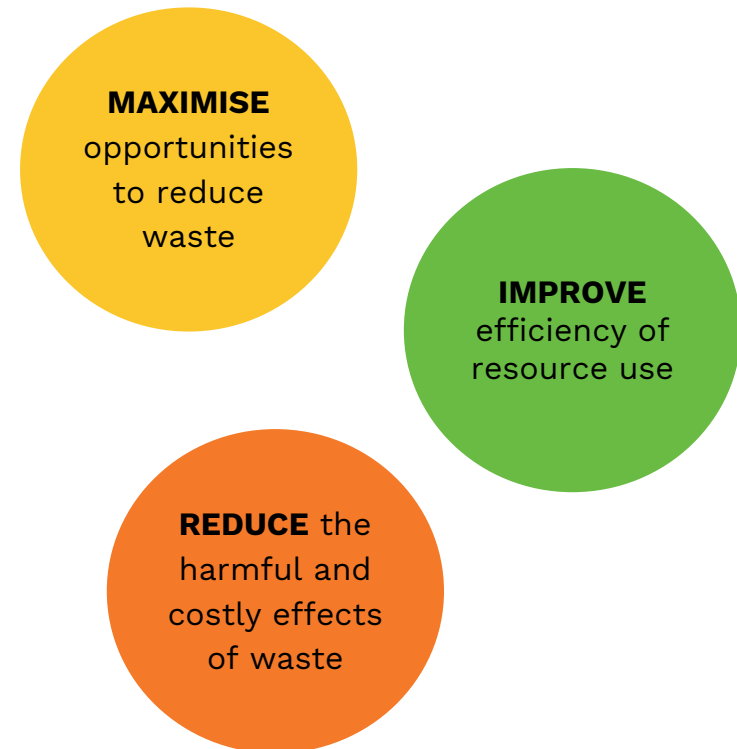 MAXIMISE
opportunities
to reduce
waste
IMPROVE
efficiency of
resource use
REDUCE the
harmful and
costly effects
of waste